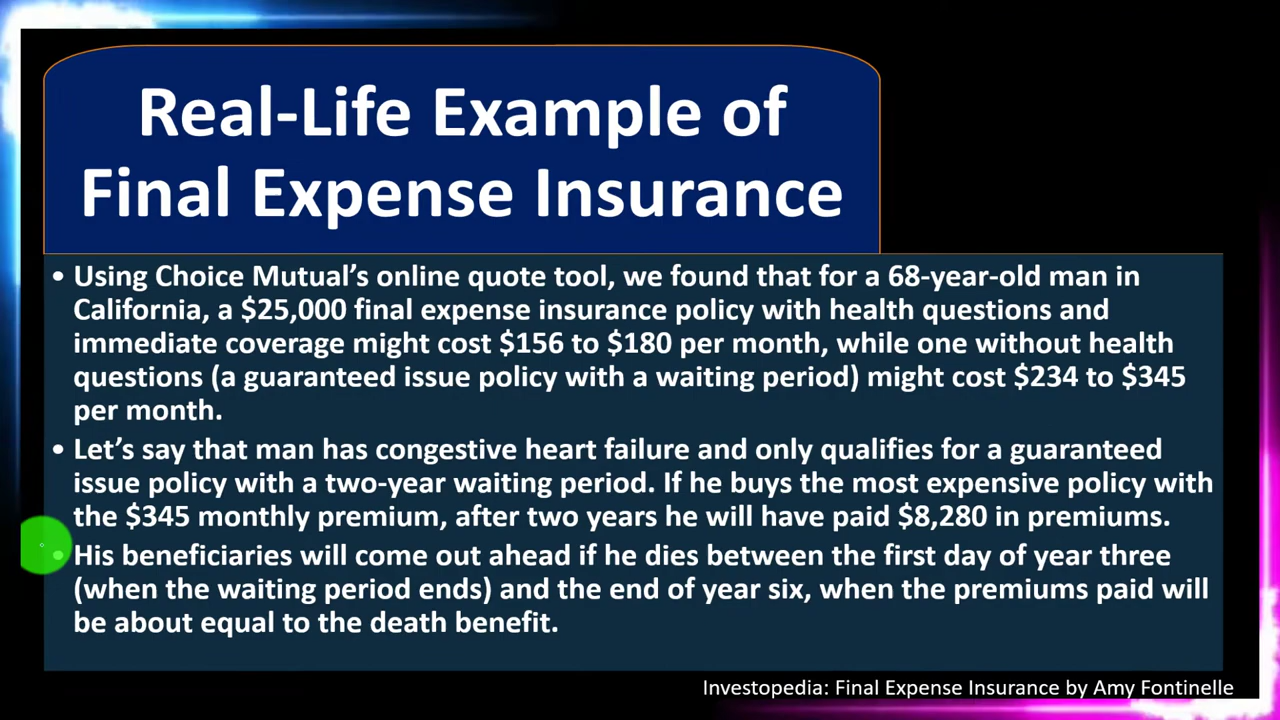 Real-Life Example of
Final Expense Insurance
• Using Choice Mutual’s online quote tool, we found that for a 68-year-old man in
California, a $25,000 final expense insurance policy with health questions and
immediate coverage might cost $156 to $180 per month, while one without health
questions (a guaranteed issue policy with a waiting period) might cost $234 to $345
per month.
• Let’s say that man has congestive heart failure and only qualifies for a guaranteed
issue policy with a two-year waiting period. If he buys the most expensive policy with
the $345 monthly premium, after two years he will have paid $8,280 in premiums.
• His beneficiaries will come out ahead if he dies between the first day of year three
(when the waiting period ends) and the end of year six, when the premiums paid will
be about equal to the death benefit.
Investopedia: Final Expense Insurance by Amy Fontinelle